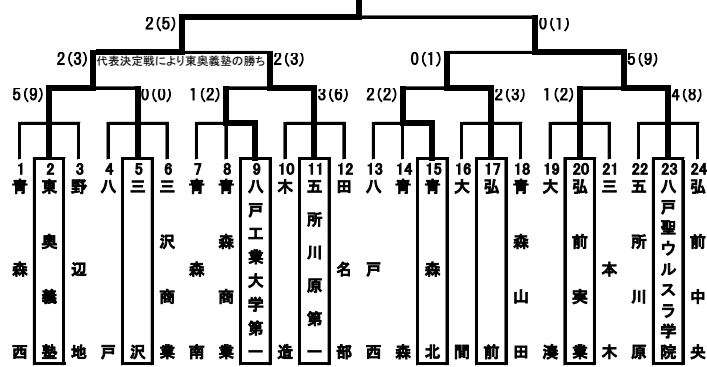 2(5)
0(1)
2(3)
代表決定戦により東奥義塾の勝ち
2(3)
0(1)
5(9)
5(9)
0(0)
1(2)
3(6)
2(2)
2(3)
1(2)
4(8)
1 青森西
2 東奥義塾
3 野辺地
4 八戸
5 三沢
6 三沢商業
7 青森南
8 青森商業
9 八戸工業大学第一
10 木造
11 五所川原第一
12 田名部
13 八戸西
14 青森
15 青森北
16 大間
17 弘前
18 青森山田
19 大湊
20 弘前実業
21 三本木
22 五所川原
23 八戸聖ウルスラ学院
24 弘前中央